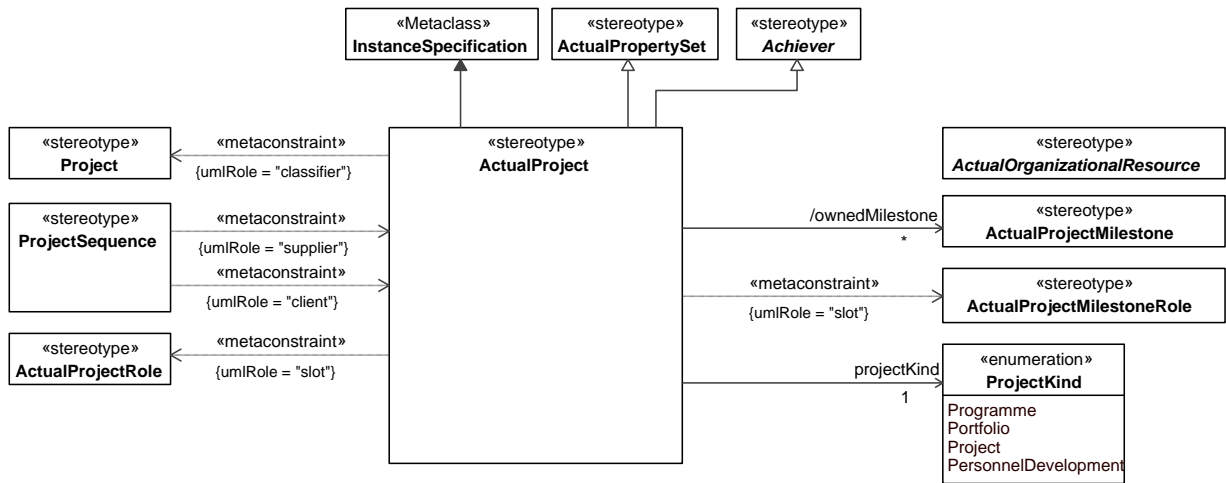 «Metaclass»
InstanceSpecification
«stereotype»
ActualPropertySet
«stereotype»
Achiever
«stereotype»
Project
«metaconstraint»
{umlRole = "classifier"}
«stereotype»
ActualProject
«stereotype»
ActualOrganizationalResource
«stereotype»
ProjectSequence
«metaconstraint»
{umlRole = "supplier"}
«metaconstraint»
{umlRole = "client"}
/ownedMilestone
*
«stereotype»
ActualProjectMilestone
«metaconstraint»
{umlRole = "slot"}
«stereotype»
ActualProjectMilestoneRole
«stereotype»
ActualProjectRole
«metaconstraint»
{umlRole = "slot"}
projectKind
1
«enumeration»
ProjectKind
Programme
Portfolio
Project
PersonnelDevelopment